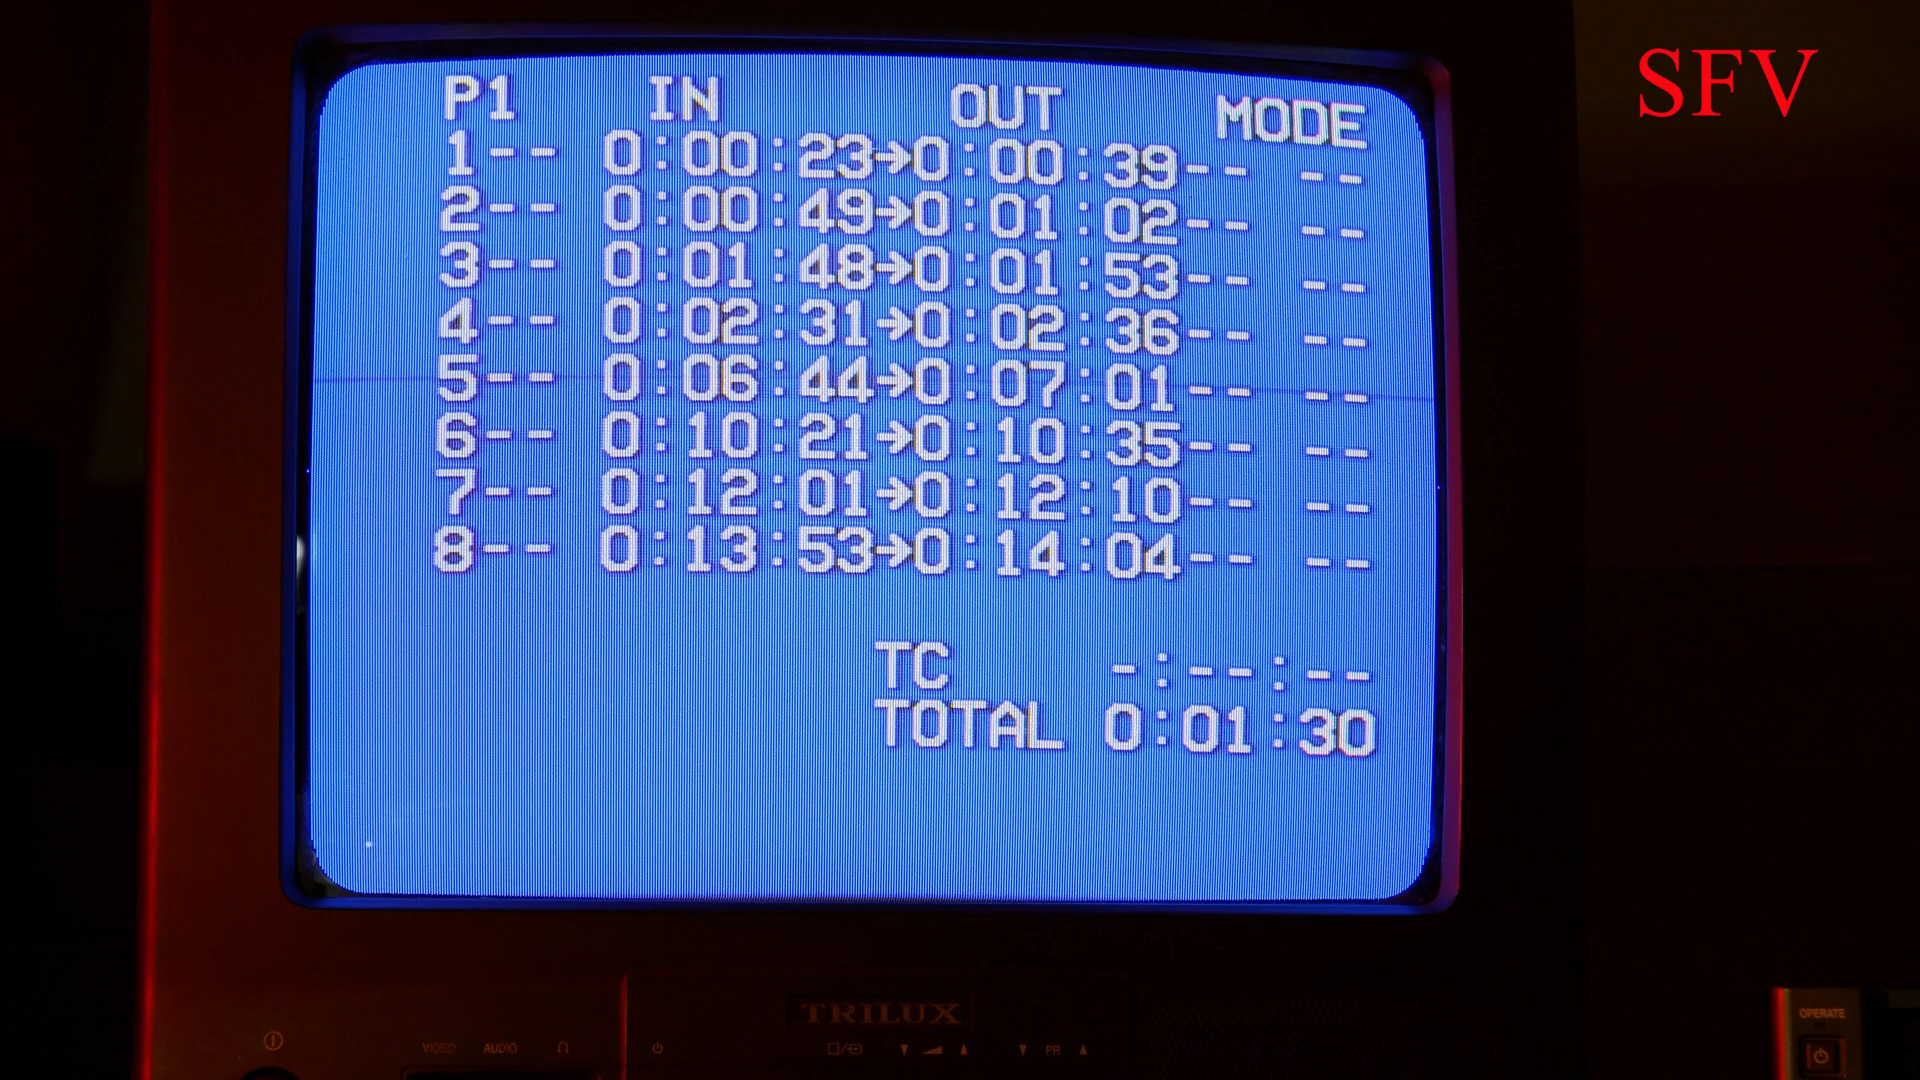 SFV
P1 IN OUT MODE
1-- 0:00:23→0:00:39-- --
2-- 0:00:49→0:01:02-- --
3-- 0:01:48→0:01:53-- --
4-- 0:02:31→0:02:36-- --
5-- 0:06:44→0:07:01-- --
6-- 0:10:21→0:10:35-- --
7-- 0:12:01→0:12:10-- --
8-- 0:13:53→0:14:04-- --
TC -:--:--
TOTAL 0:01:30
TRILUX
OPERATE
VIDEO AUDIO PR